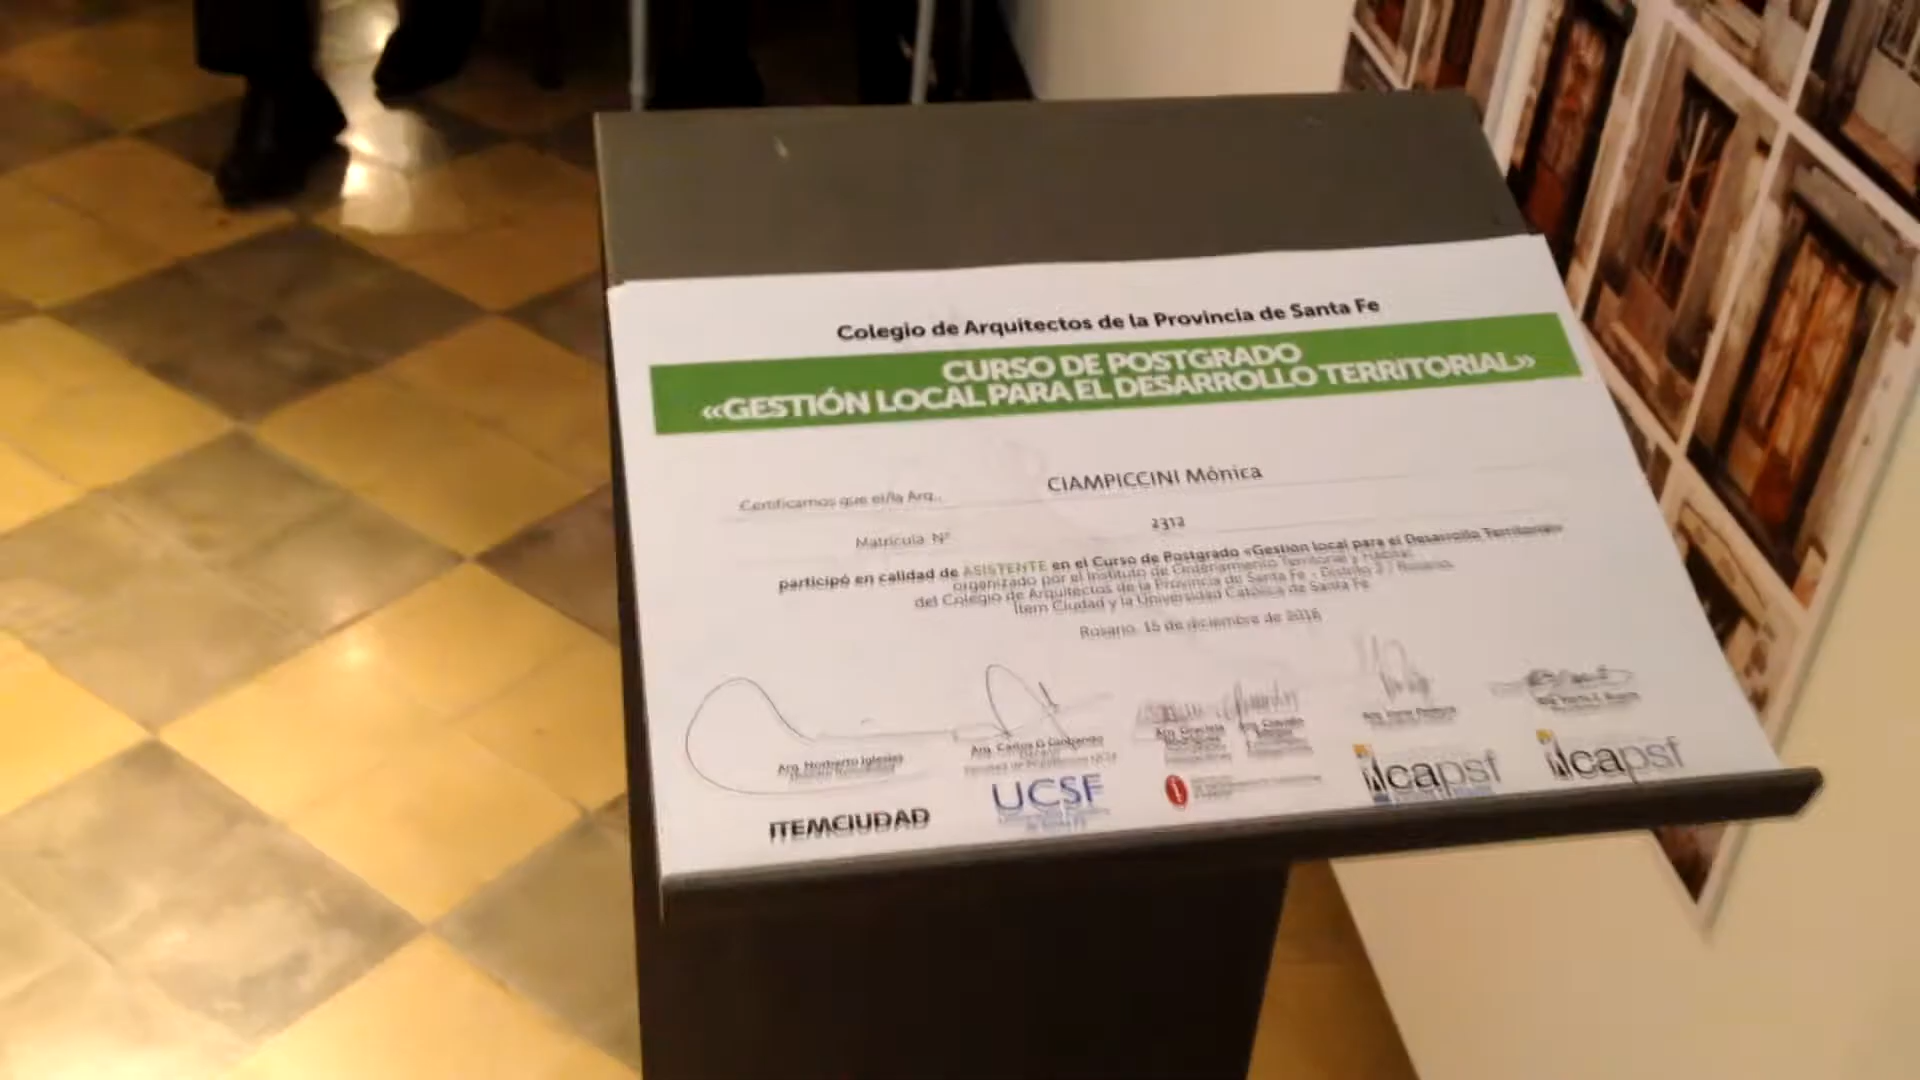 Colegio de Arquitectos de la Provincia de Santa Fe
CURSO DE POSTGRADO
«GESTIÓN LOCAL PARA EL DESARROLLO TERRITORIAL»
Certificamos que el/la Arq..
CIAMPICCINI Mónica
Matrícula Nº
2312
participó en calidad de ASISTENTE en el Curso de Postgrado «Gestión local para el Desarrollo Territorial»
organizado por el Instituto de Ordenamiento Territorial y Hábitat
del Colegio de Arquitectos de la Provincia de Santa Fe - Distrito 2 / Rosario,
Ítem Ciudad y la Universidad Católica de Santa Fe
Rosario, 15 de diciembre de 2016
Arq. Norberto Iglesias
Arq. Carlos
ITEMCIUDAD
UCSF
capsf
capsf